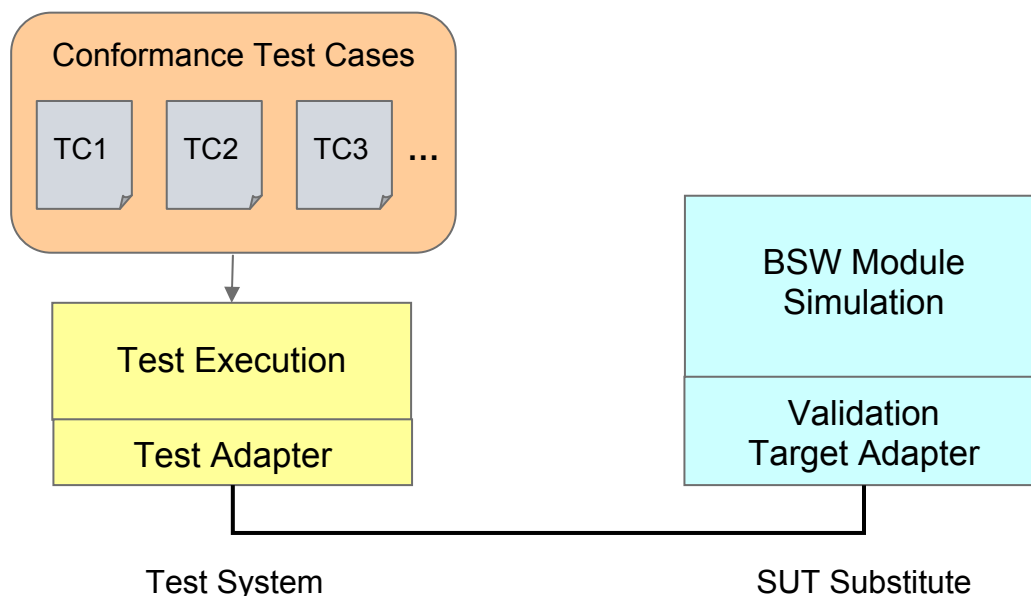 Conformance Test Cases
TC1
TC2
TC3
...
BSW Module
Simulation
Test Execution
Validation
Target Adapter
Test Adapter
Test System
SUT Substitute